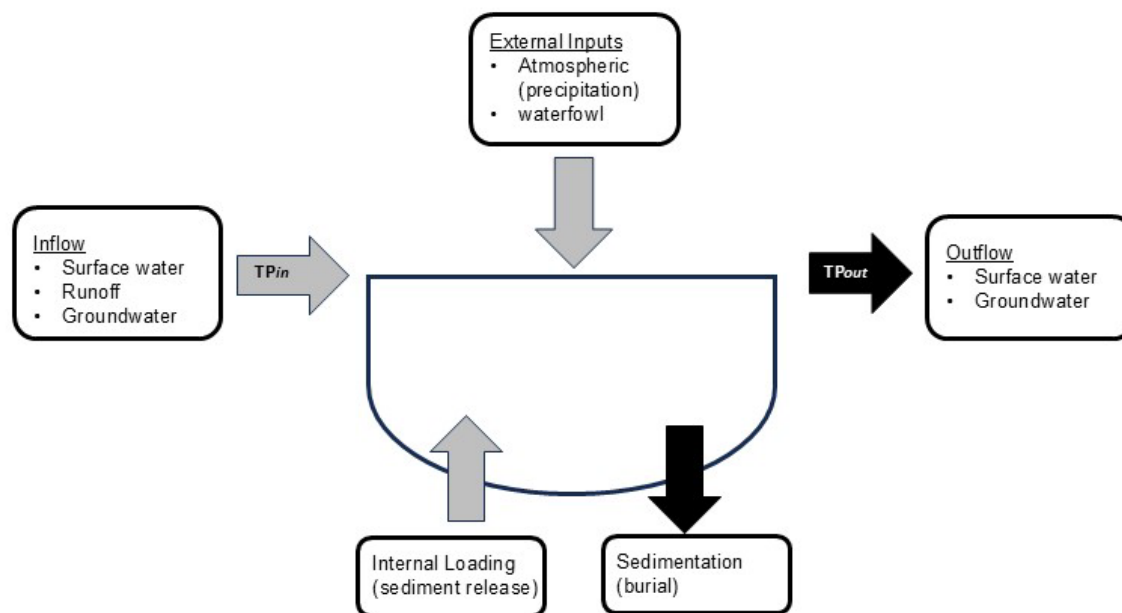 External Inputs
• Atmospheric
(precipitation)
• waterfowl
Inflow
• Surface water
• Runoff
• Groundwater
TPin
TPout
Outflow
• Surface water
• Groundwater
Internal Loading
(sediment release)
Sedimentation
(burial)